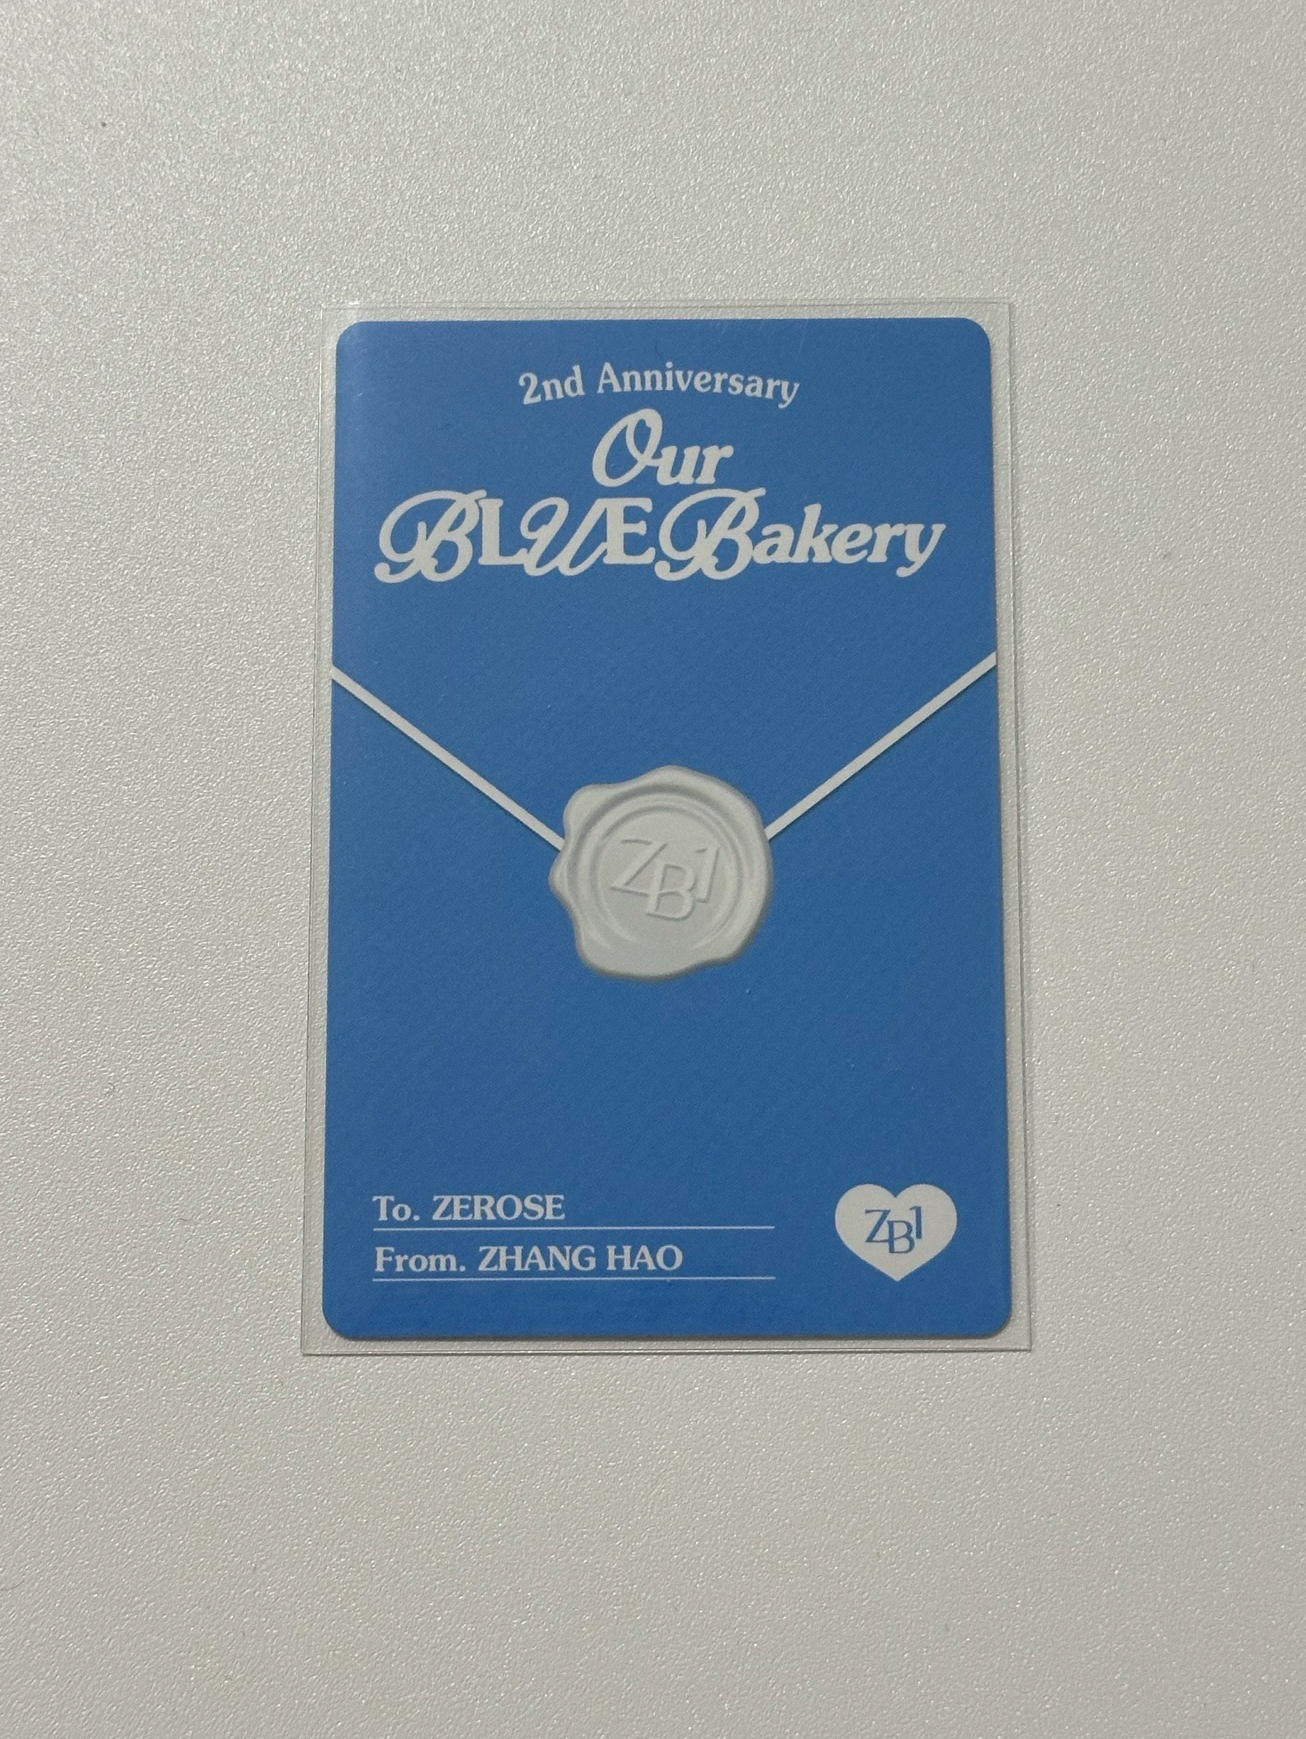 2nd Anniversary
Our
BLUE Bakery
ZB1
To. ZEROSE
From. ZHANG HAO
ZB1